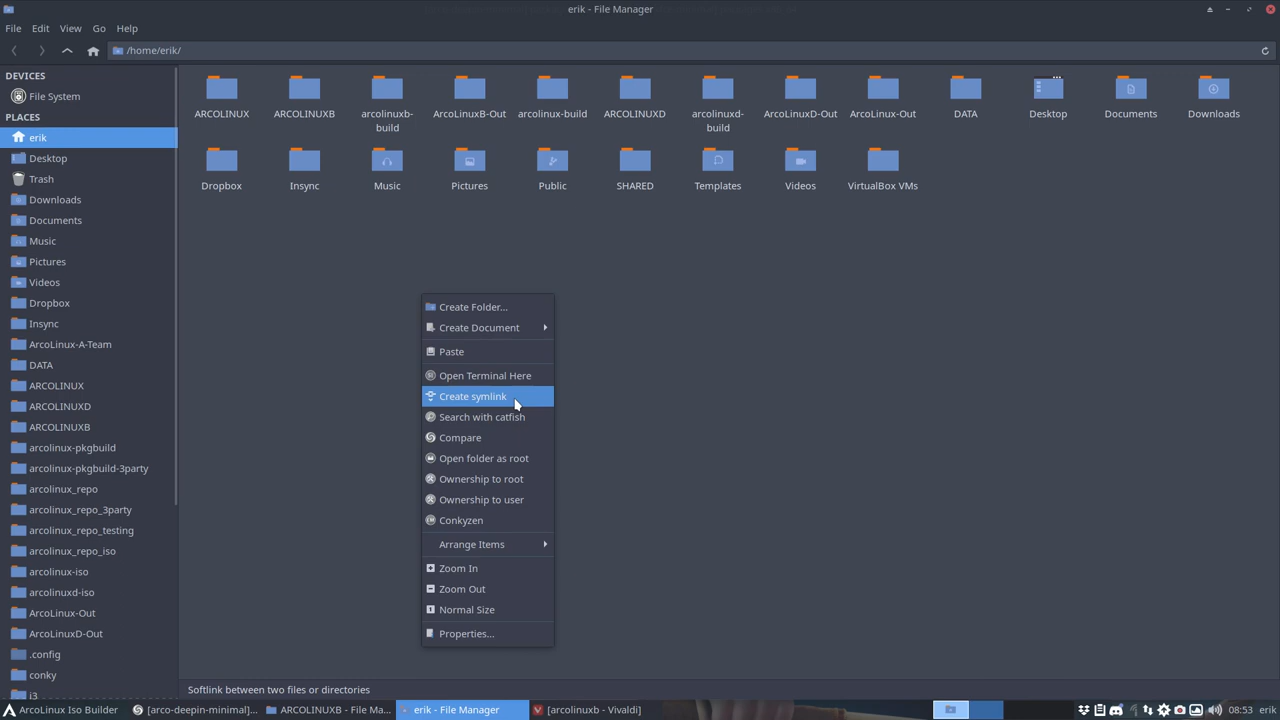 erik - File Manager
File Edit View Go Help
/home/erik/
DEVICES
File System
PLACES
erik
Desktop
Trash
Downloads
Documents
Music
Pictures
Videos
Dropbox
Insync
ArcoLinux-A-Team
DATA
ARCOLINUX
ARCOLINUXD
ARCOLINUXB
arcolinux-pkgbuild
arcolinux-pkgbuild-3party
arcolinux_repo
arcolinux_repo_3party
arcolinux_repo_testing
arcolinux_repo_iso
arcolinux-iso
arcolinuxd-iso
ArcoLinux-Out
ArcoLinuxD-Out
.config
conky
i3
ARCOLINUX ARCOLINUXB arcolinuxb-build ArcoLinuxB-Out arcolinux-build ARCOLINUXD arcolinuxd-build ArcoLinuxD-Out ArcoLinux-Out DATA Desktop Documents Downloads
Dropbox Insync Music Pictures Public SHARED Templates Videos VirtualBox VMs
Create Folder...
Create Document
Paste
Open Terminal Here
Create symlink
Search with catfish
Compare
Open folder as root
Ownership to root
Ownership to user
Conkyzen
Arrange Items
Zoom In
Zoom Out
Normal Size
Properties...
Softlink between two files or directories
ArcoLinux Iso Builder [arco-deepin-minimal]... ARCOLINUXB - File Ma... erik - File Manager [arcolinuxb - Vivaldi] 08:53 erik